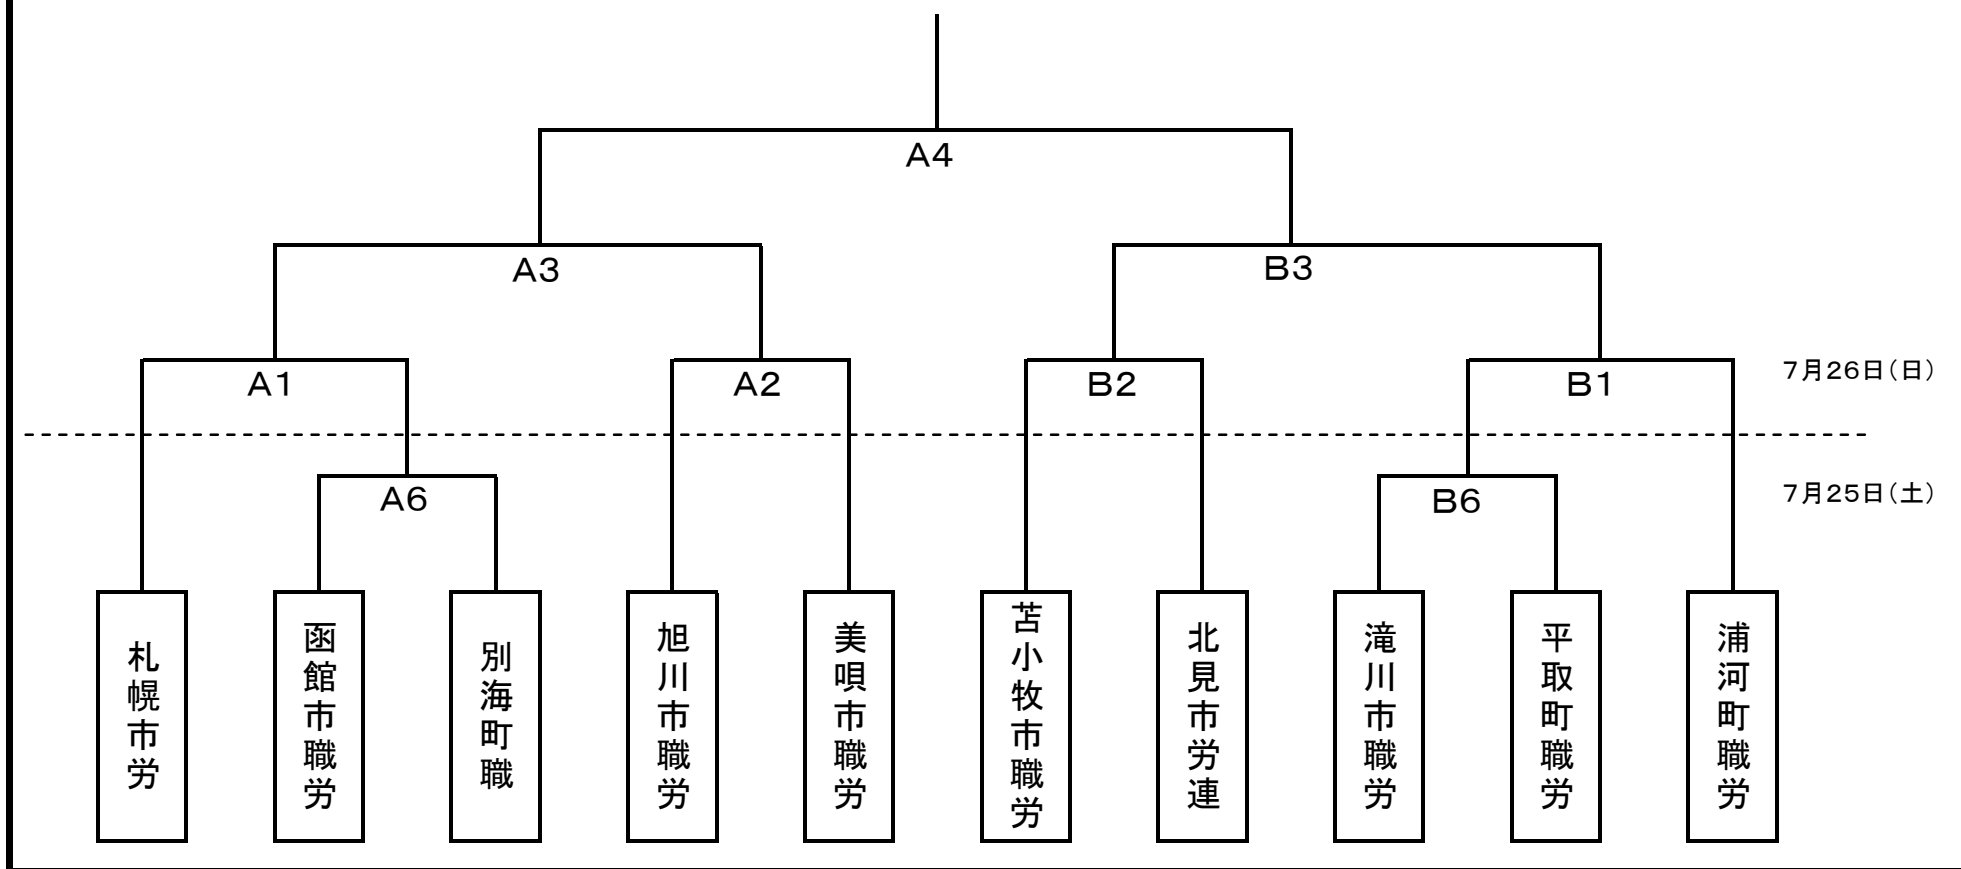 A4
A3
B3
A1
A2
B2
B1
7月26日(日)
A6
B6
7月25日(土)
札幌市労
函館市職労
別海町職
旭川市職労
美唄市職労
苫小牧市職労
北見市労連
滝川市職労
平取町職労
浦河町職労